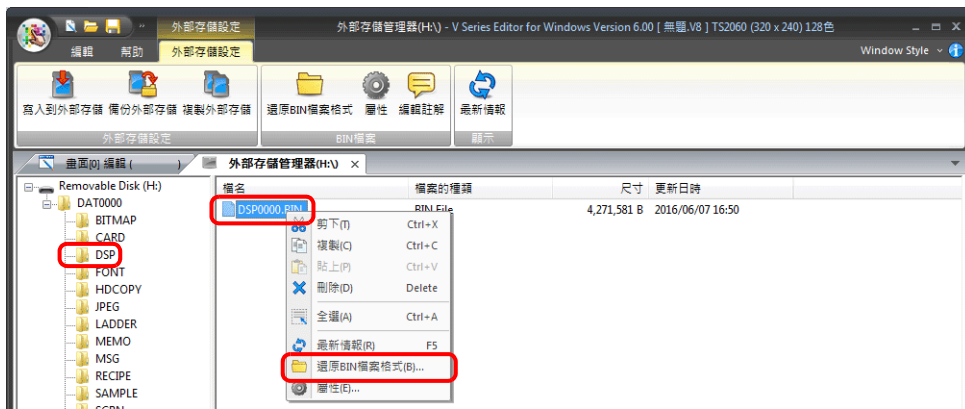 外部存儲設定 外部存儲管理器(H:\) - V Series Editor for Windows Version 6.00 [ 無題.V8 ] TS2060 (320 x 240) 128色
編輯 幫助 外部存儲設定 Window Style
寫入到外部存儲 備份外部存儲 複製外部存儲 還原BIN檔案格式 屬性 編輯註解 最新情報
外部存儲設定 BIN檔案 顯示
畫面[0] 編輯 ( ) 外部存儲管理器(H:\) ×
Removable Disk (H:) 檔名 檔案的種類 尺寸 更新日時
DAT0000 DSP0000.BIN BIN File 4,271,581 B 2016/06/07 16:50
BITMAP 剪下(T) Ctrl+X
CARD 複製(C) Ctrl+C
DSP 貼上(P) Ctrl+V
FONT
HDCOPY 刪除(D) Delete
JPEG 全選(A) Ctrl+A
LADDER
MEMO 最新情報(R) F5
MSG 還原BIN檔案格式(B)...
RECIPE 屬性(E)...
SAMPLE
SCRN